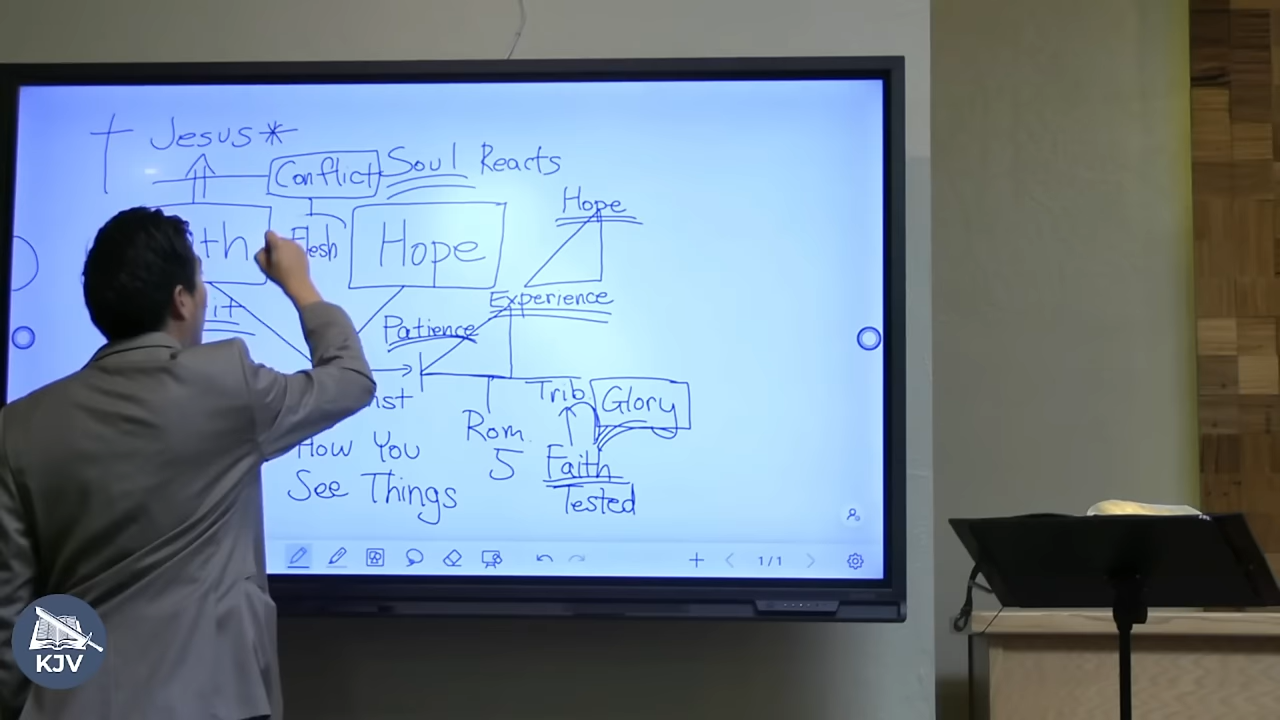 Jesus*
Conflict Soul Reacts
Hope
Flesh
Hope
Experience
Patience
Trib.
Glory
Rom.
5
How You
See Things
Faith
Tested
1/1
KJV